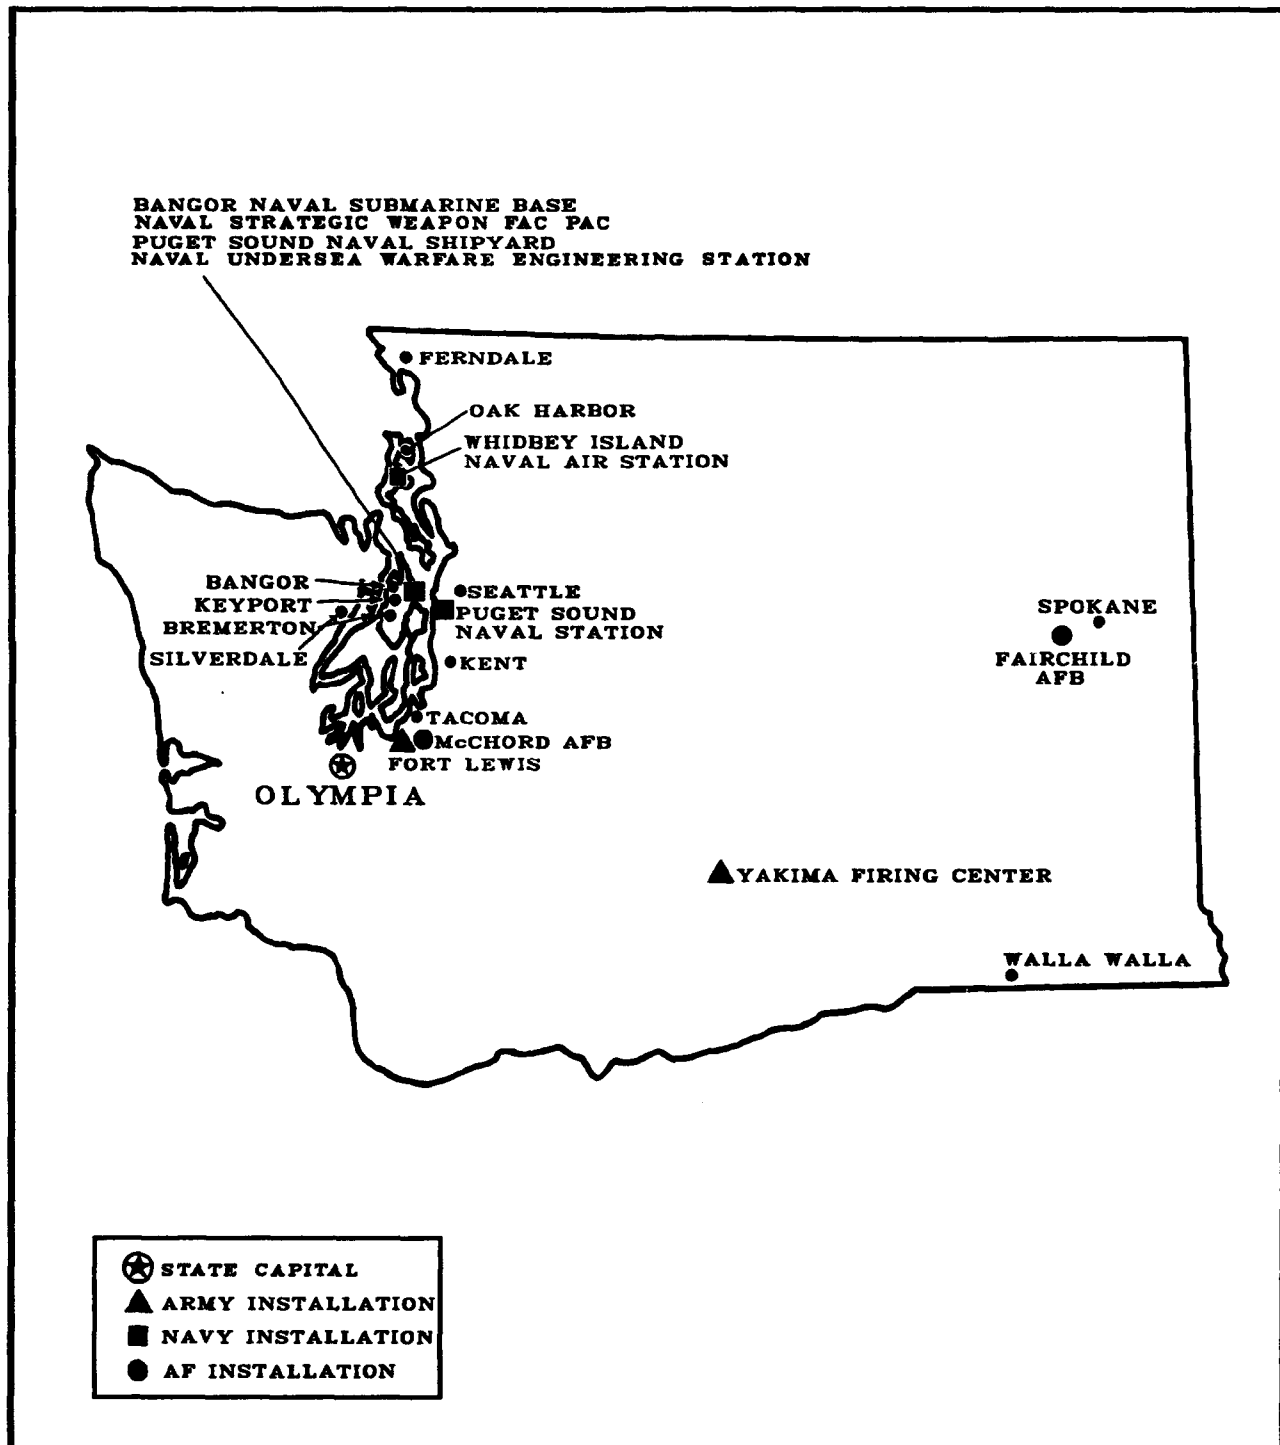 BANGOR NAVAL SUBMARINE BASE
NAVAL STRATEGIC WEAPON FAC PAC
PUGET SOUND NAVAL SHIPYARD
NAVAL UNDERSEA WARFARE ENGINEERING STATION
FERNDALE
OAK HARBOR
WHIDBEY ISLAND
NAVAL AIR STATION
BANGOR
KEYPORT
BREMERTON
SILVERDALE
SEATTLE
PUGET SOUND
NAVAL STATION
KENT
TACOMA
McCHORD AFB
FORT LEWIS
OLYMPIA
SPOKANE
FAIRCHILD
AFB
YAKIMA FIRING CENTER
WALLA WALLA
STATE CAPITAL
ARMY INSTALLATION
NAVY INSTALLATION
AF INSTALLATION